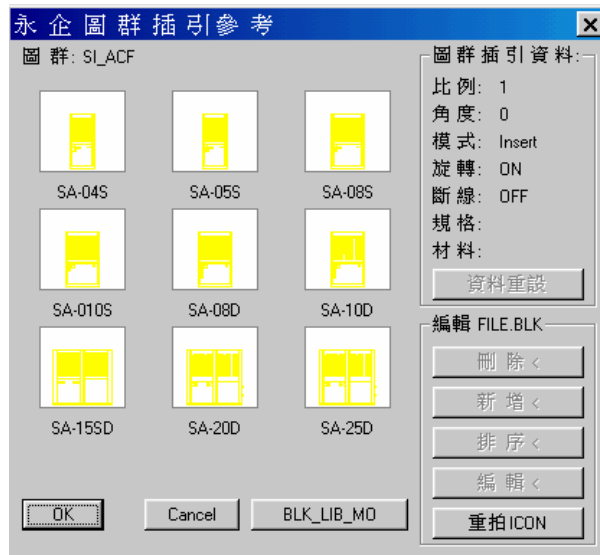 永企圖群插引參考
圖群: SI_ACF
SA-04S SA-05S SA-08S
SA-010S SA-08D SA-10D
SA-15SD SA-20D SA-25D
OK Cancel BLK_LIB_MO
圖群插引資料:
比例: 1
角度: 0
模式: Insert
旋轉: ON
斷線: OFF
規格:
材料:
資料重設
編輯 FILE.BLK
刪除<
新增<
排序<
編輯<
重拍ICON